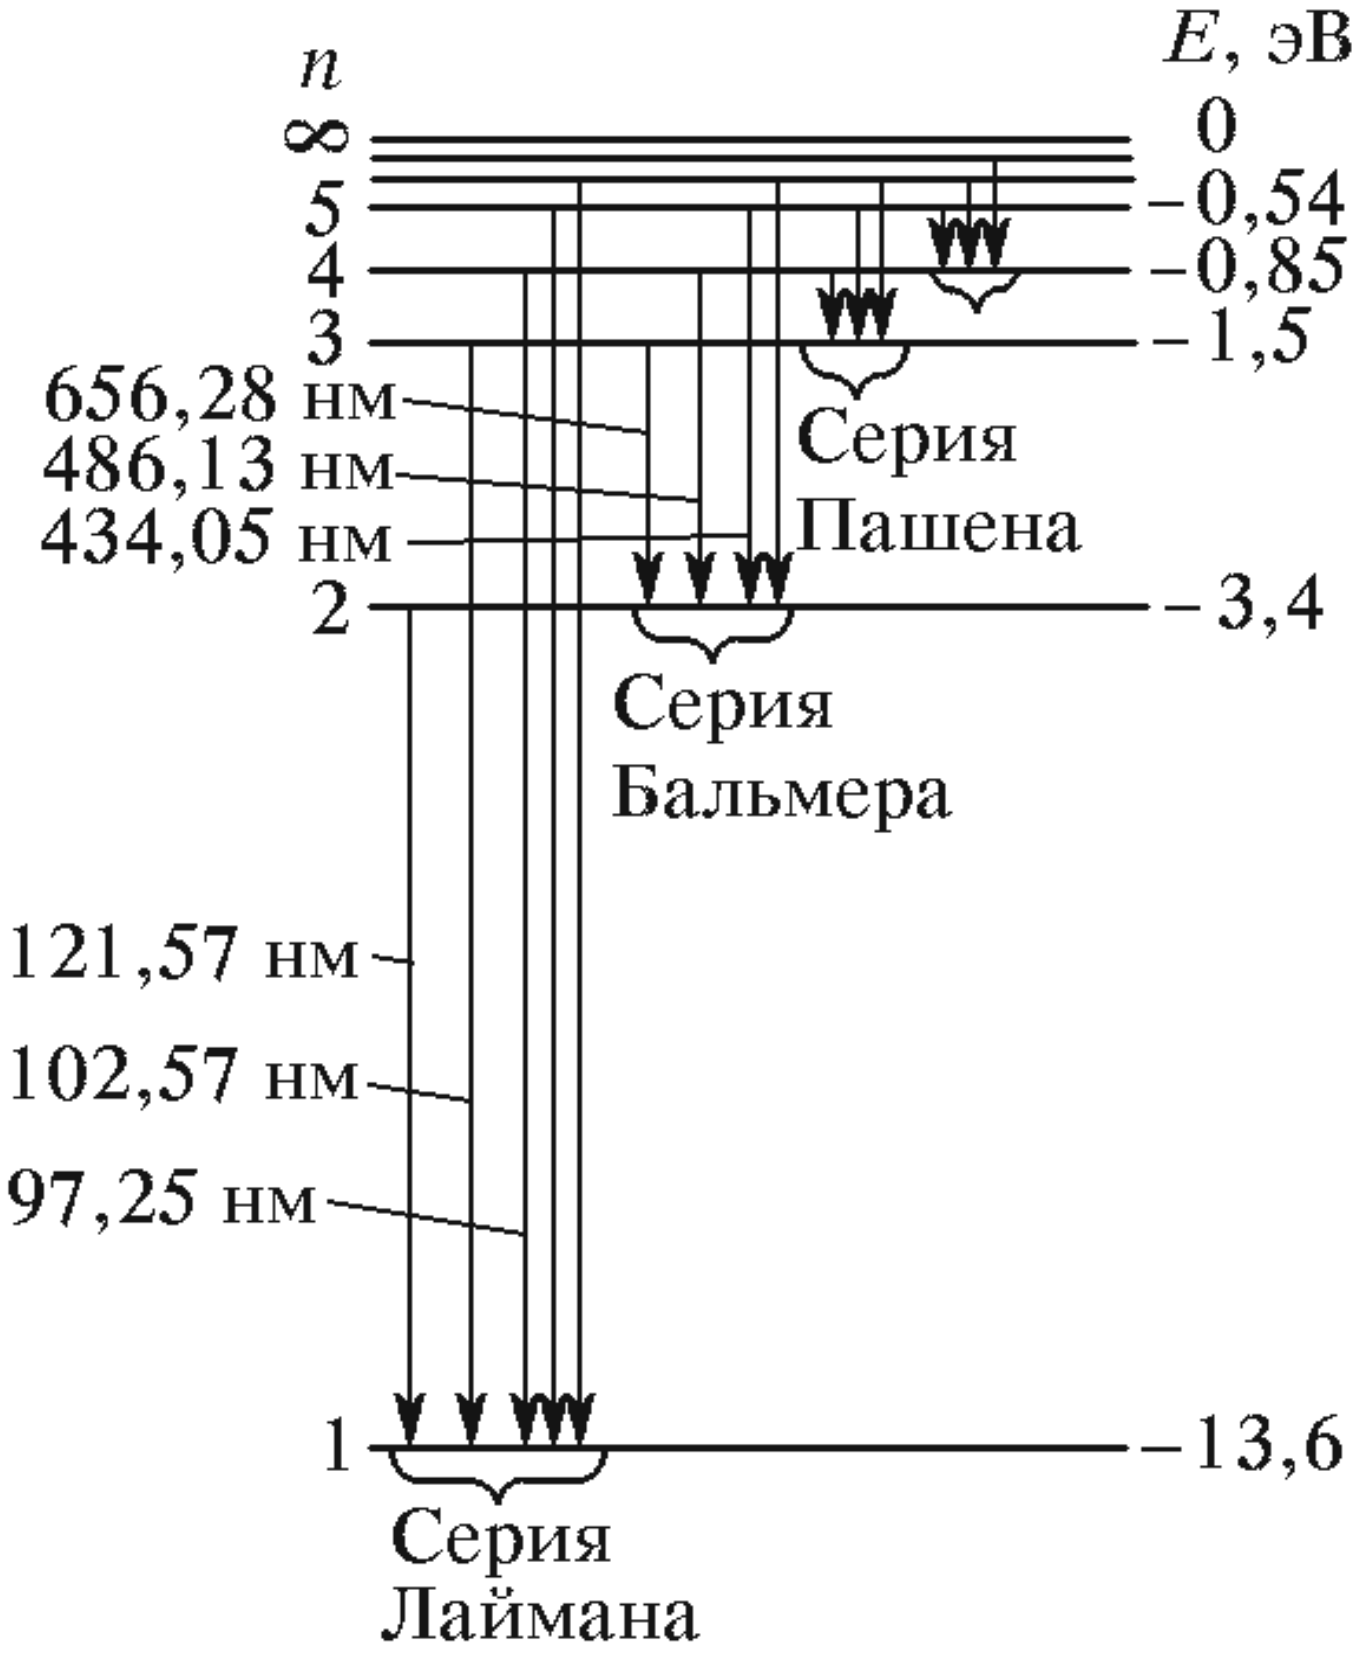 n
E, эВ
∞
0
5
−0,54
4
−0,85
3
−1,5
656,28 нм
486,13 нм
434,05 нм
Серия
Пашена
2
−3,4
Серия
Бальмера
121,57 нм
102,57 нм
97,25 нм
1
−13,6
Серия
Лаймана